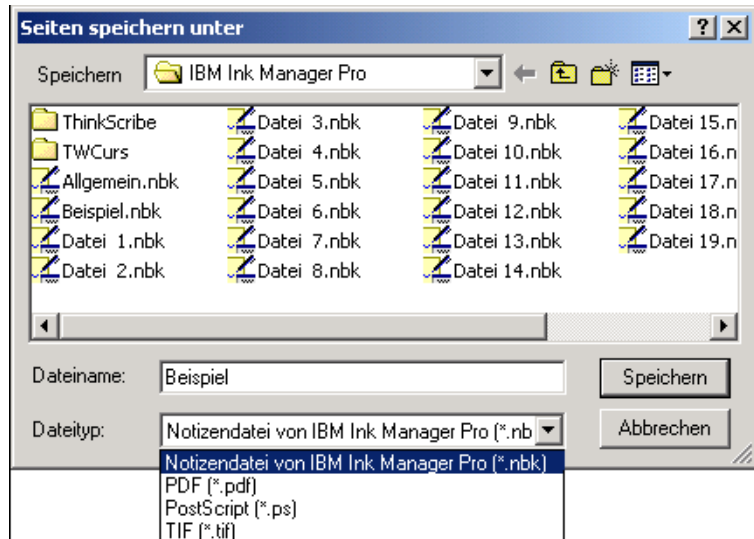 Seiten speichern unter
Speichern IBM Ink Manager Pro
ThinkScribe Datei 3.nbk Datei 9.nbk Datei 15.n
TWCurs Datei 4.nbk Datei 10.nbk Datei 16.n
Allgemein.nbk Datei 5.nbk Datei 11.nbk Datei 17.n
Beispiel.nbk Datei 6.nbk Datei 12.nbk Datei 18.n
Datei 1.nbk Datei 7.nbk Datei 13.nbk Datei 19.n
Datei 2.nbk Datei 8.nbk Datei 14.nbk
Dateiname: Beispiel Speichern
Dateityp: Notizendatei von IBM Ink Manager Pro (*.nb Abbrechen
Notizendatei von IBM Ink Manager Pro (*.nbk)
PDF (*.pdf)
PostScript (*.ps)
TIF (*.tif)